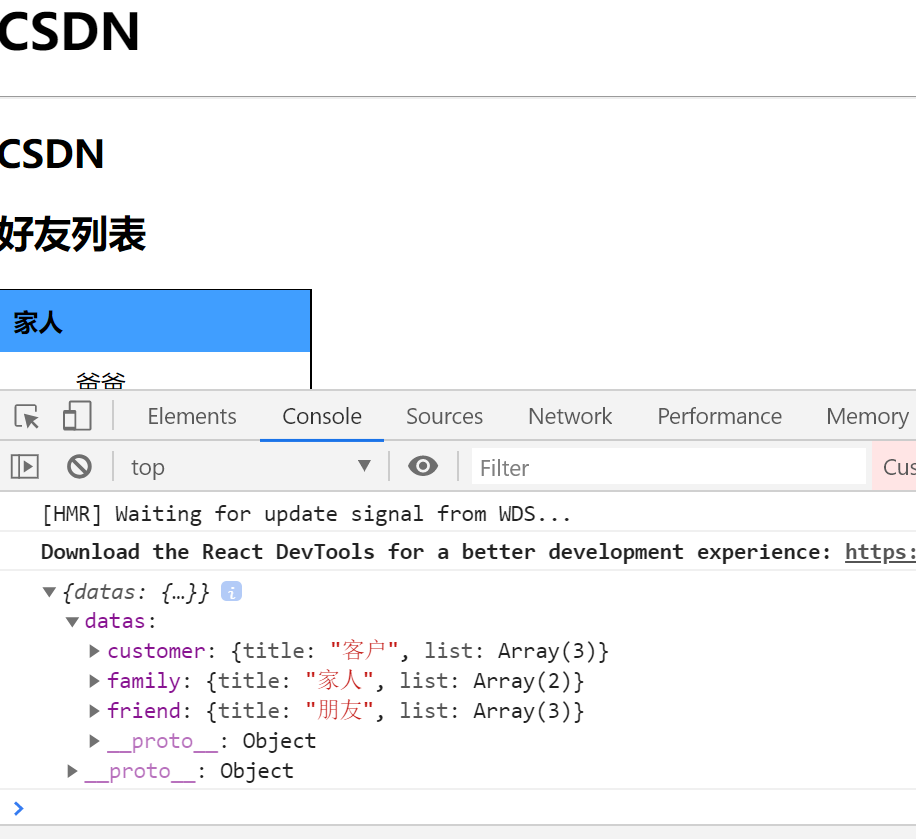 CSDN
CSDN
好友列表
家人
爸爸
Elements Console Sources Network Performance Memory
top Filter Cus
[HMR] Waiting for update signal from WDS...
Download the React DevTools for a better development experience: https:
{datas: {…}} i
datas:
customer: {title: "客户", list: Array(3)}
family: {title: "家人", list: Array(2)}
friend: {title: "朋友", list: Array(3)}
__proto__: Object
__proto__: Object